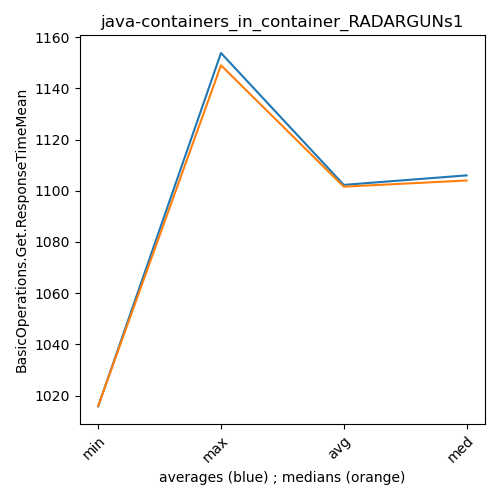 java-containers_in_container_RADARGUNs1
BasicOperations.Get.ResponseTimeMean
1160
1140
1120
1100
1080
1060
1040
1020
min
max
avg
med
averages (blue) ; medians (orange)